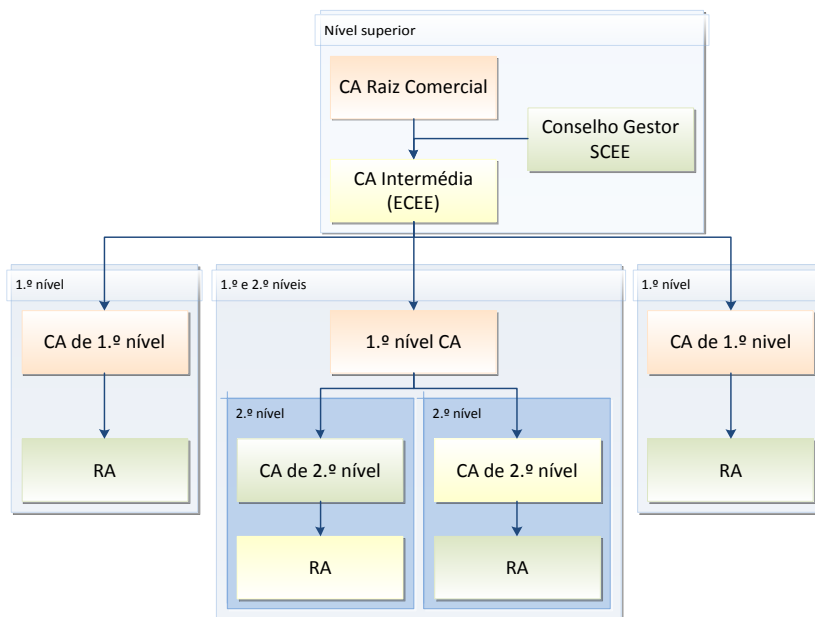 Nível superior
CA Raiz Comercial
Conselho Gestor
SCEE
CA Intermédia
(ECEE)
1.º nível
1.º e 2.º níveis
1.º nível
CA de 1.º nível
1.º nível CA
CA de 1.º nivel
2.º nível
2.º nível
RA
CA de 2.º nível
CA de 2.º nível
RA
RA
RA